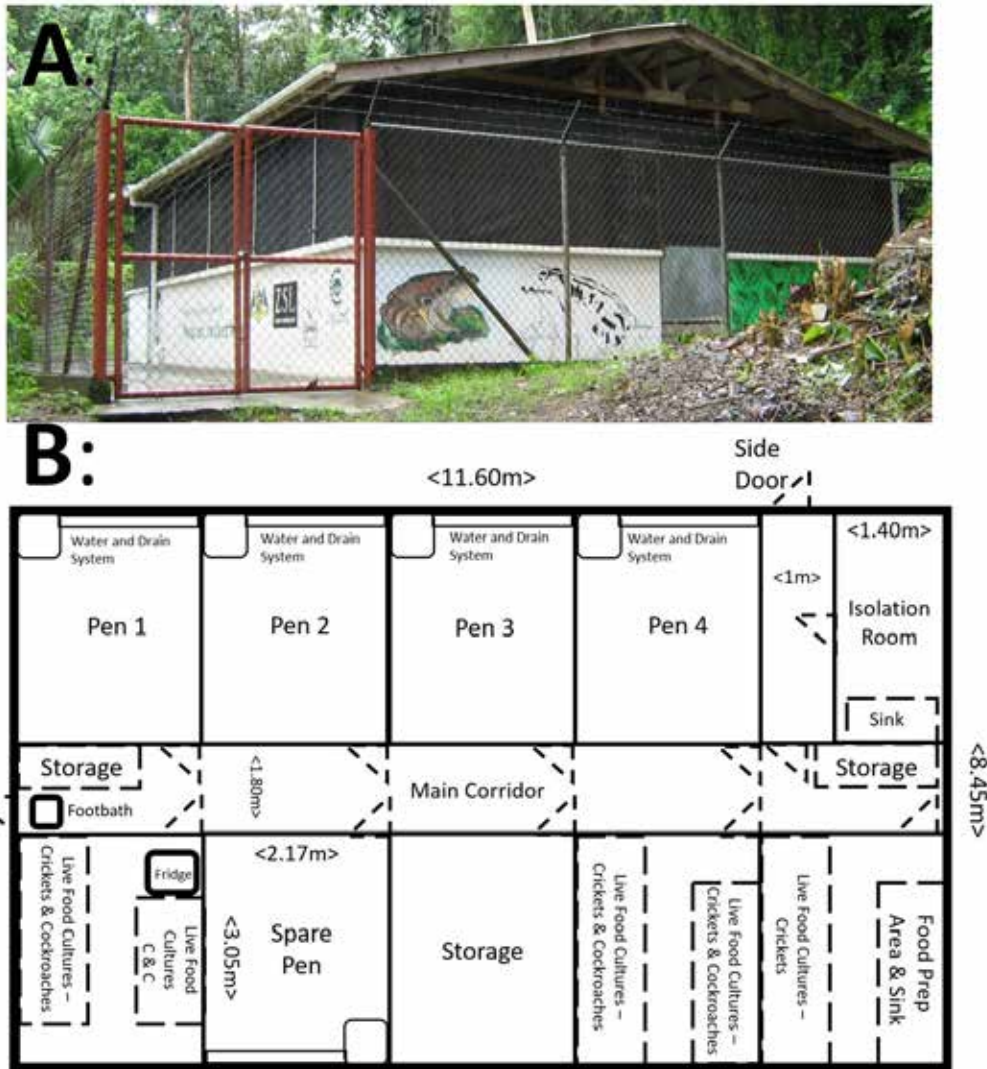 A:
ZSL
B:
Side
Door
<11.60m>
Water and Drain
System
Water and Drain
System
Water and Drain
System
Water and Drain
System
<1.40m>
<1m>
Pen 1
Pen 2
Pen 3
Pen 4
Isolation
Room
Sink
Storage
Footbath
<1.80m>
Main Corridor
Storage
<8.45m>
Live Food Cultures –
Crickets & Cockroaches
Fridge
Live Food
Cultures
C & C
<2.17m>
<3.05m>
Spare
Pen
Storage
Live Food Cultures –
Crickets & Cockroaches
Live Food Cultures –
Crickets & Cockroaches
Live Food Cultures –
Crickets
Food Prep
Area & Sink